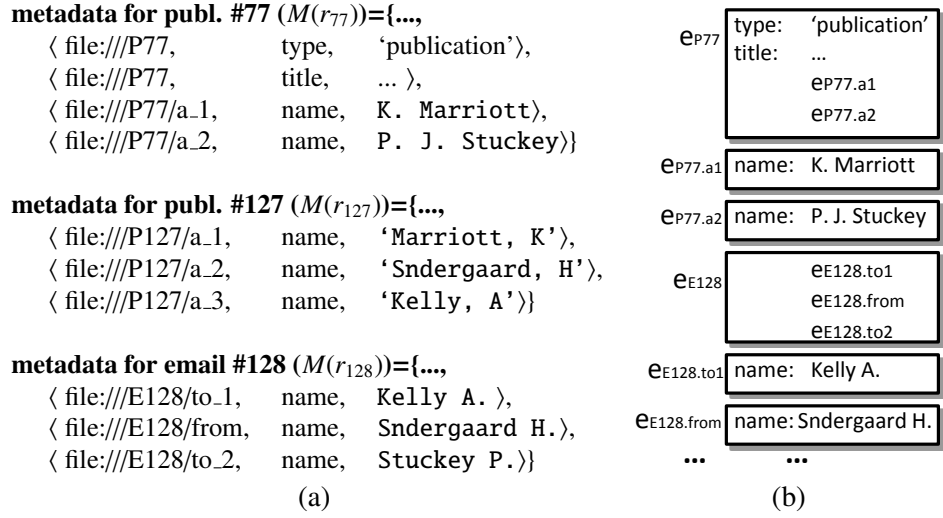 metadata for publ. #77 (M(r77))={...,
⟨ file:///P77, type, ‘publication’⟩,
⟨ file:///P77, title, ... ⟩,
⟨ file:///P77/a_1, name, K. Marriott⟩,
⟨ file:///P77/a_2, name, P. J. Stuckey⟩}
metadata for publ. #127 (M(r127))={...,
⟨ file:///P127/a_1, name, ‘Marriott, K’⟩,
⟨ file:///P127/a_2, name, ‘Sndergaard, H’⟩,
⟨ file:///P127/a_3, name, ‘Kelly, A’⟩}
metadata for email #128 (M(r128))={...,
⟨ file:///E128/to_1, name, Kelly A. ⟩,
⟨ file:///E128/from, name, Sndergaard H.⟩,
⟨ file:///E128/to_2, name, Stuckey P.⟩}
(a)
eP77 type: ‘publication’
title: ...
eP77.a1
eP77.a2
eP77.a1 name: K. Marriott
eP77.a2 name: P. J. Stuckey
eE128 eE128.to1
eE128.from
eE128.to2
eE128.to1 name: Kelly A.
eE128.from name: Sndergaard H.
... ...
(b)